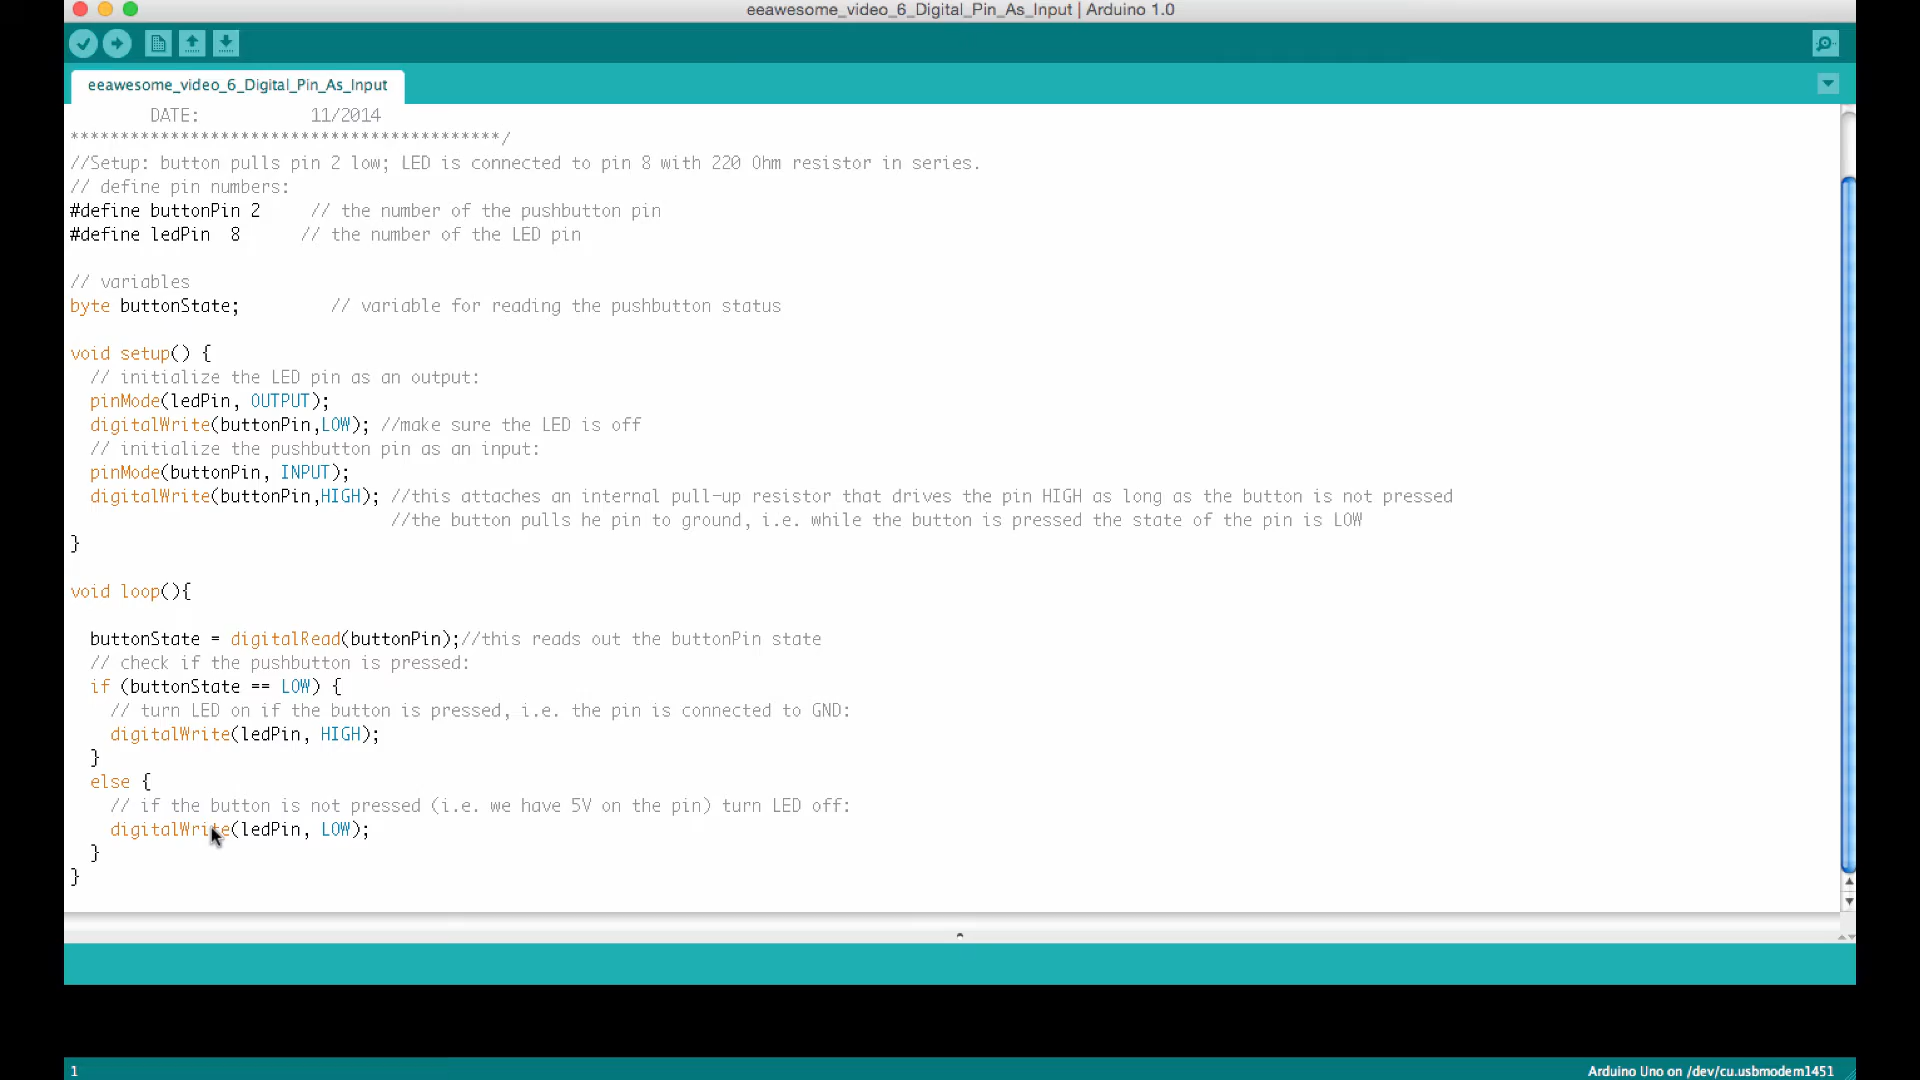 eeawesome_video_6_Digital_Pin_As_Input | Arduino 1.0
eeawesome_video_6_Digital_Pin_As_Input
DATE: 11/2014
*******************************************/
//Setup: button pulls pin 2 low; LED is connected to pin 8 with 220 Ohm resistor in series.
// define pin numbers:
#define buttonPin 2     // the number of the pushbutton pin
#define ledPin  8      // the number of the LED pin
// variables
byte buttonState;         // variable for reading the pushbutton status
void setup() {
  // initialize the LED pin as an output:
  pinMode(ledPin, OUTPUT);
  digitalWrite(buttonPin,LOW); //make sure the LED is off
  // initialize the pushbutton pin as an input:
  pinMode(buttonPin, INPUT);
  digitalWrite(buttonPin,HIGH); //this attaches an internal pull-up resistor that drives the pin HIGH as long as the button is not pressed
                                //the button pulls he pin to ground, i.e. while the button is pressed the state of the pin is LOW
}
void loop(){
  buttonState = digitalRead(buttonPin);//this reads out the buttonPin state
  // check if the pushbutton is pressed:
  if (buttonState == LOW) {
    // turn LED on if the button is pressed, i.e. the pin is connected to GND:
    digitalWrite(ledPin, HIGH);
  }
  else {
    // if the button is not pressed (i.e. we have 5V on the pin) turn LED off:
    digitalWrite(ledPin, LOW);
  }
}
1
Arduino Uno on /dev/cu.usbmodem1451